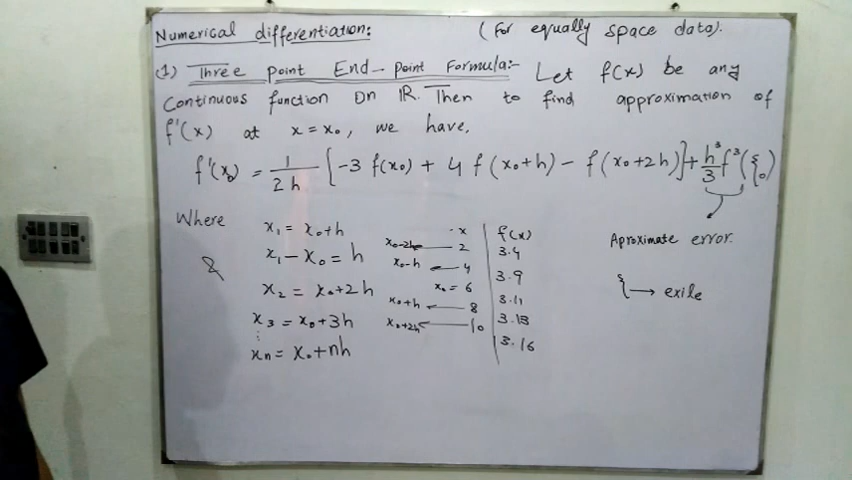 Numerical differentiation: (For equally space data).
(1) Three point End-point Formula:- Let f(x) be any
Continuous function on IR. Then to find approximation of
f'(x) at x = x₀, we have,
f'(x₀) = 1/2h [-3 f(x₀) + 4 f(x₀+h) - f(x₀+2h)] + h³/3 f³(ξ₀)
Where x₁ = x₀+h
& x₁ - x₀ = h
x₂ = x₀+2h
x₃ = x₀+3h
⋮
xn = x₀+nh
x | f(x)
x₀-2h ← 2 | 3.4
x₀-h ← 4 | 3.9
x₀ = 6 | 3.11
x₀+h ← 8 | 3.13
x₀+2h ← 10 | 3.16
Aproximate error.
ξ → exile